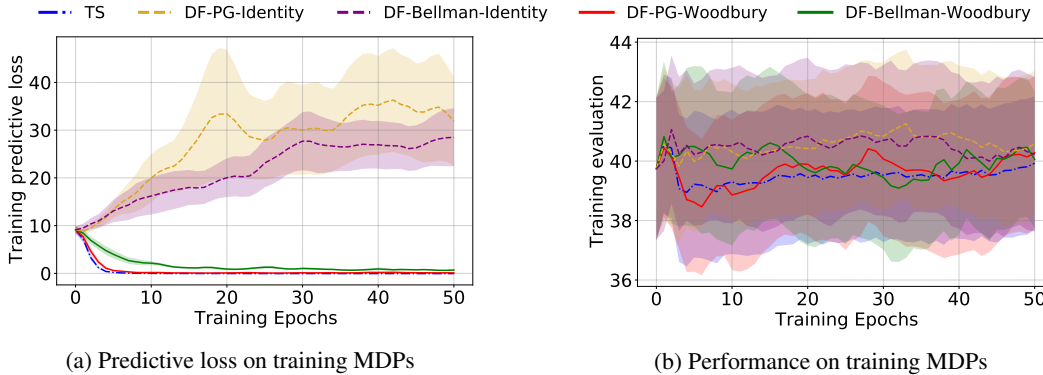 TS DF-PG-Identity DF-Bellman-Identity DF-PG-Woodbury DF-Bellman-Woodbury
Training predictive loss
40
30
20
10
0
0 10 20 30 40 50
Training Epochs
(a) Predictive loss on training MDPs
Training evaluation
44
42
40
38
36
0 10 20 30 40 50
Training Epochs
(b) Performance on training MDPs